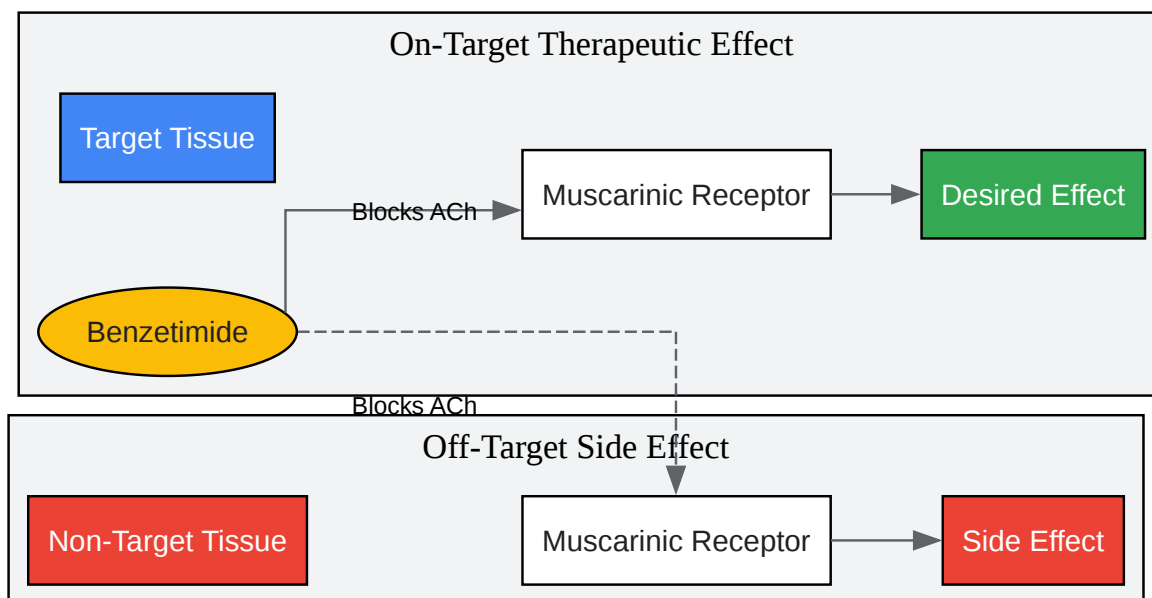 On-Target Therapeutic Effect
Target Tissue
Muscarinic Receptor
Desired Effect
Blocks ACh
Benzetimide
Blocks ACh
Off-Target Side Effect
Non-Target Tissue
Muscarinic Receptor
Side Effect